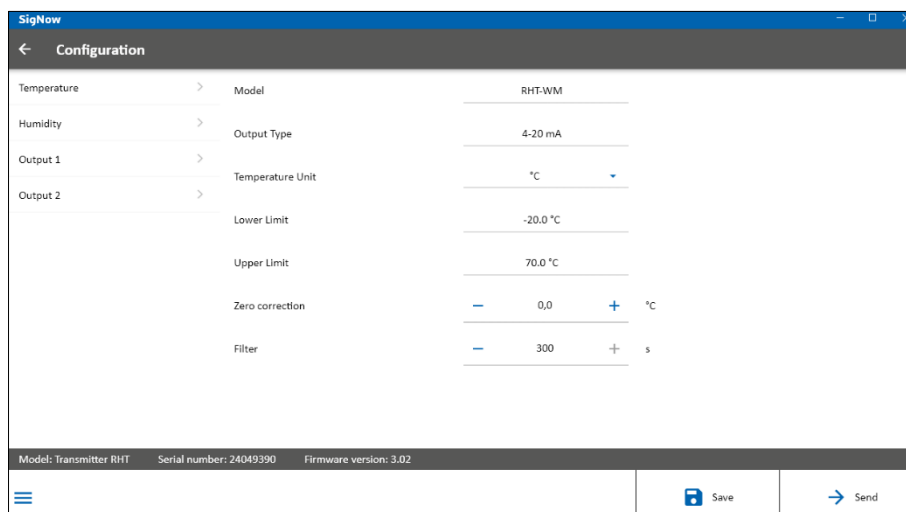 SigNow
Configuration
Temperature
Humidity
Output 1
Output 2
Model RHT-WM
Output Type 4-20 mA
Temperature Unit °C
Lower Limit -20.0 °C
Upper Limit 70.0 °C
Zero correction − 0,0 + °C
Filter − 300 + s
Model: Transmitter RHT Serial number: 24049390 Firmware version: 3.02
Save Send